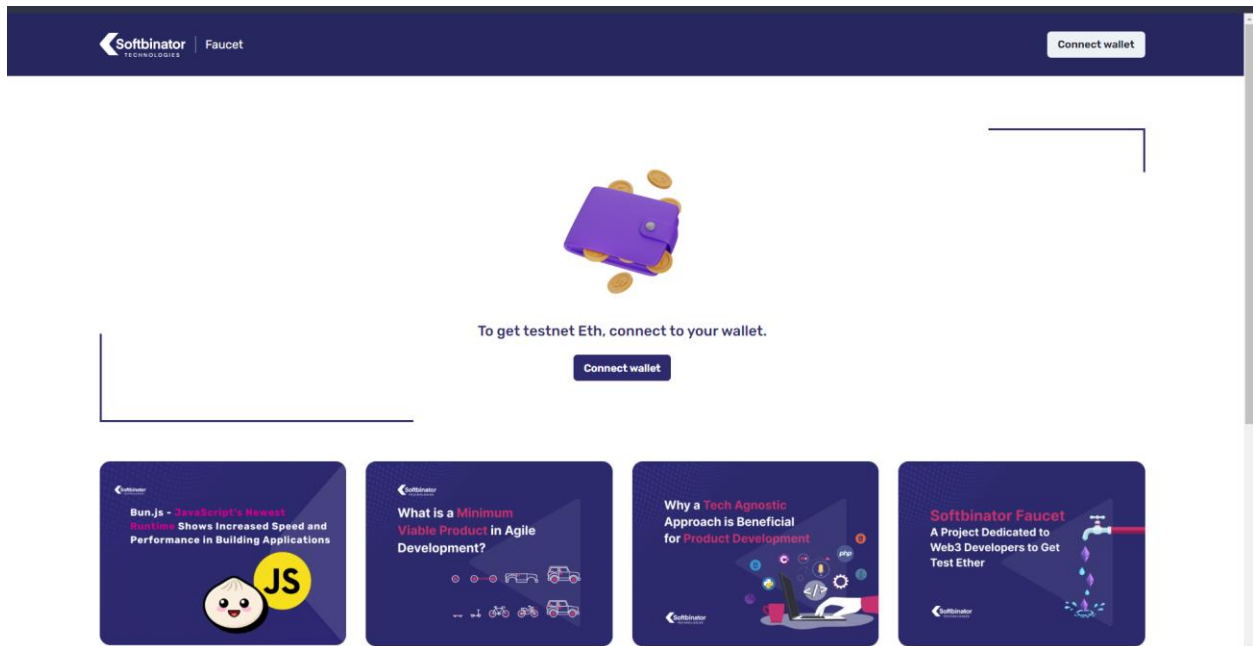 Softbinator
TECHNOLOGIES
Faucet
Connect wallet
To get testnet Eth, connect to your wallet.
Connect wallet
Softbinator
Bun.js - JavaScript's Newest
Runtime Shows Increased Speed and
Performance in Building Applications
JS
Softbinator
TECHNOLOGIES
What is a Minimum
Viable Product in Agile
Development?
Why a Tech Agnostic
Approach is Beneficial
for Product Development
php
</>
Softbinator
TECHNOLOGIES
Softbinator Faucet
A Project Dedicated to
Web3 Developers to Get
Test Ether
Softbinator
TECHNOLOGIES